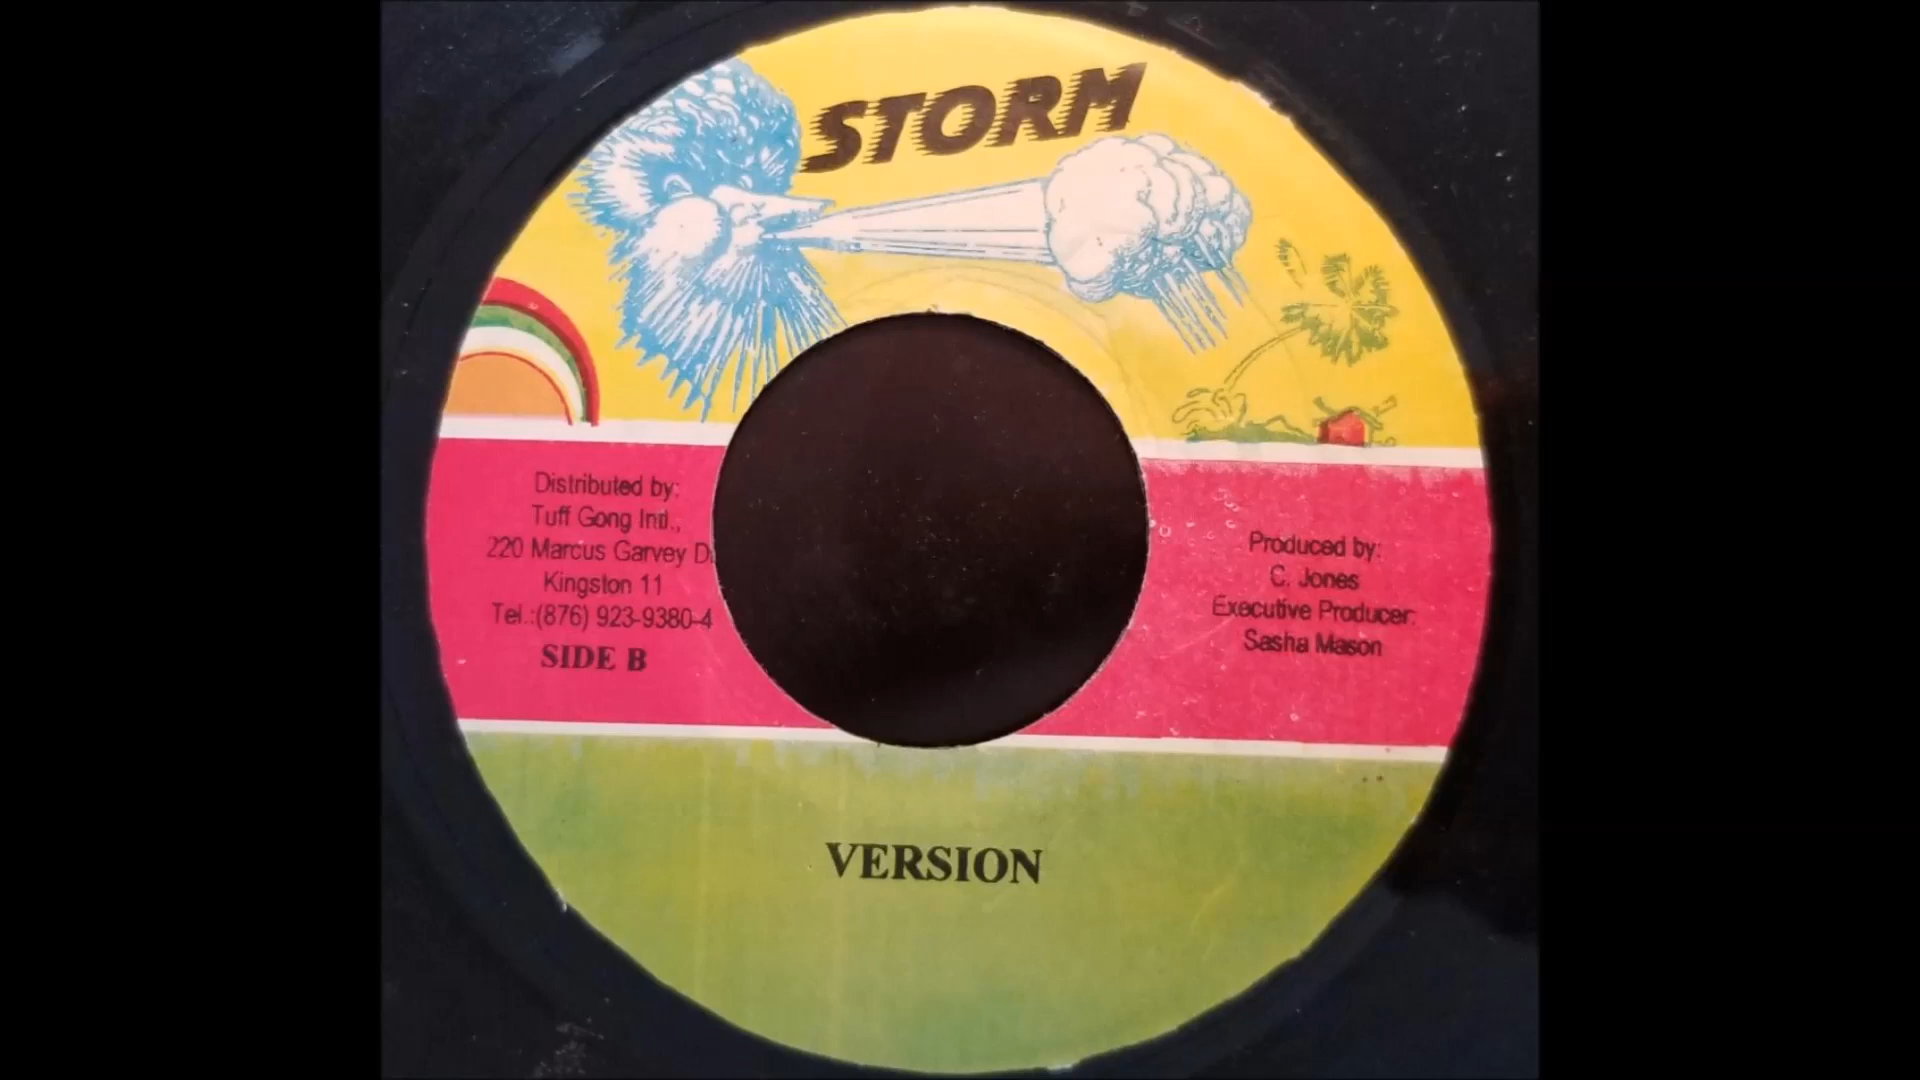 STORM
Distributed by:
Tuff Gong Intl.,
220 Marcus Garvey D
Kingston 11
Tel.:(876) 923-9380-4
SIDE B
Produced by:
C. Jones
Executive Producer:
Sasha Mason
VERSION